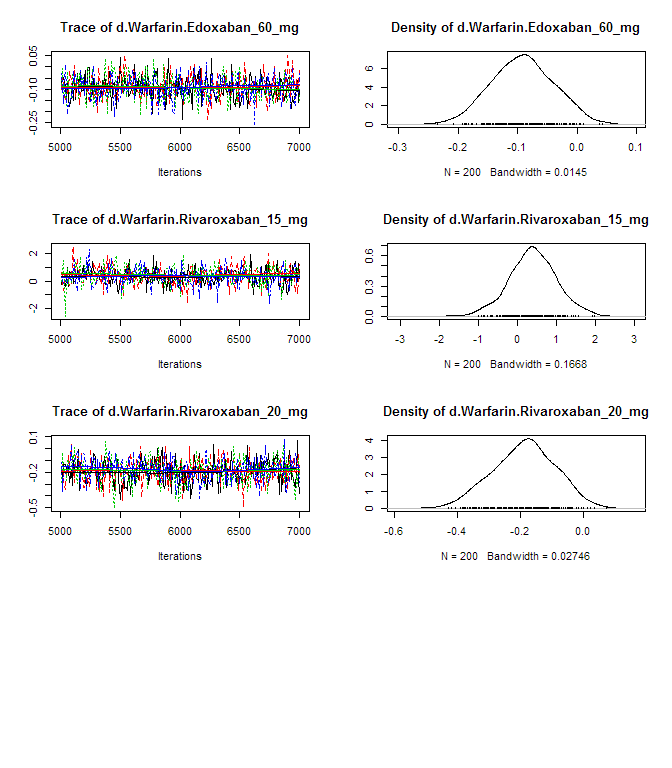 Trace of d.Warfarin.Edoxaban_60_mg
0.05
-0.10
-0.25
5000 5500 6000 6500 7000
Iterations
Density of d.Warfarin.Edoxaban_60_mg
6
4
2
0
-0.3 -0.2 -0.1 0.0 0.1
N = 200 Bandwidth = 0.0145
Trace of d.Warfarin.Rivaroxaban_15_mg
2
0
-2
5000 5500 6000 6500 7000
Iterations
Density of d.Warfarin.Rivaroxaban_15_mg
0.6
0.3
0.0
-3 -2 -1 0 1 2 3
N = 200 Bandwidth = 0.1668
Trace of d.Warfarin.Rivaroxaban_20_mg
0.1
-0.2
-0.5
5000 5500 6000 6500 7000
Iterations
Density of d.Warfarin.Rivaroxaban_20_mg
4
3
2
1
0
-0.6 -0.4 -0.2 0.0
N = 200 Bandwidth = 0.02746